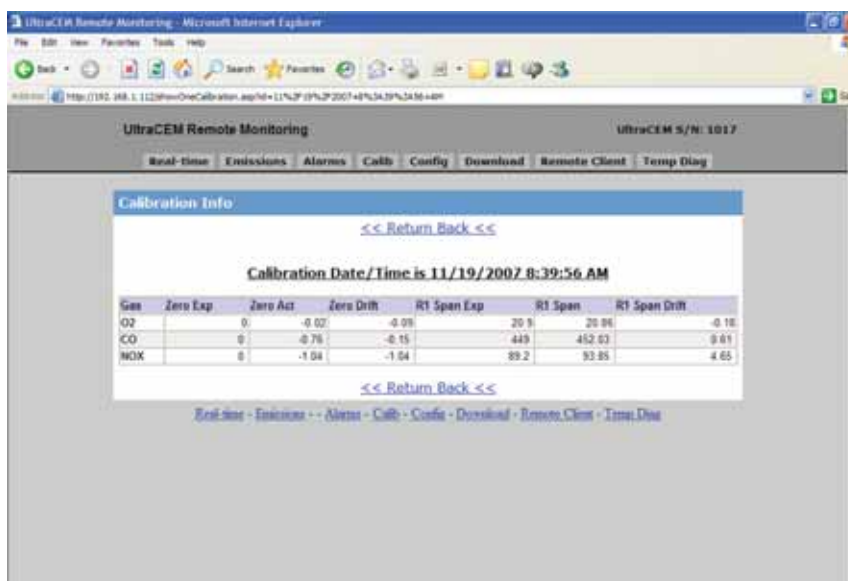 UltraCEM Remote Monitoring - Microsoft Internet Explorer
File Edit View Favorites Tools Help
Back Search Favorites
UltraCEM Remote Monitoring UltraCEM S/N: 1017
Real-time Emissions Alarms Calib Config Download Remote Client Temp Diag
Calibration Info
<< Return Back <<
Calibration Date/Time is 11/19/2007 8:39:56 AM
Gas Zero Exp Zero Act Zero Drift R1 Span Exp R1 Span R1 Span Drift
O2 0 -0.02 -0.09 20.9 20.86 -0.18
CO 0 -0.76 -0.15 449 452.03 0.61
NOX 0 -1.04 -1.04 89.2 93.85 4.65
<< Return Back <<
Real-time - Emissions - - Alarms - Calib - Config - Download - Remote Client - Temp Diag